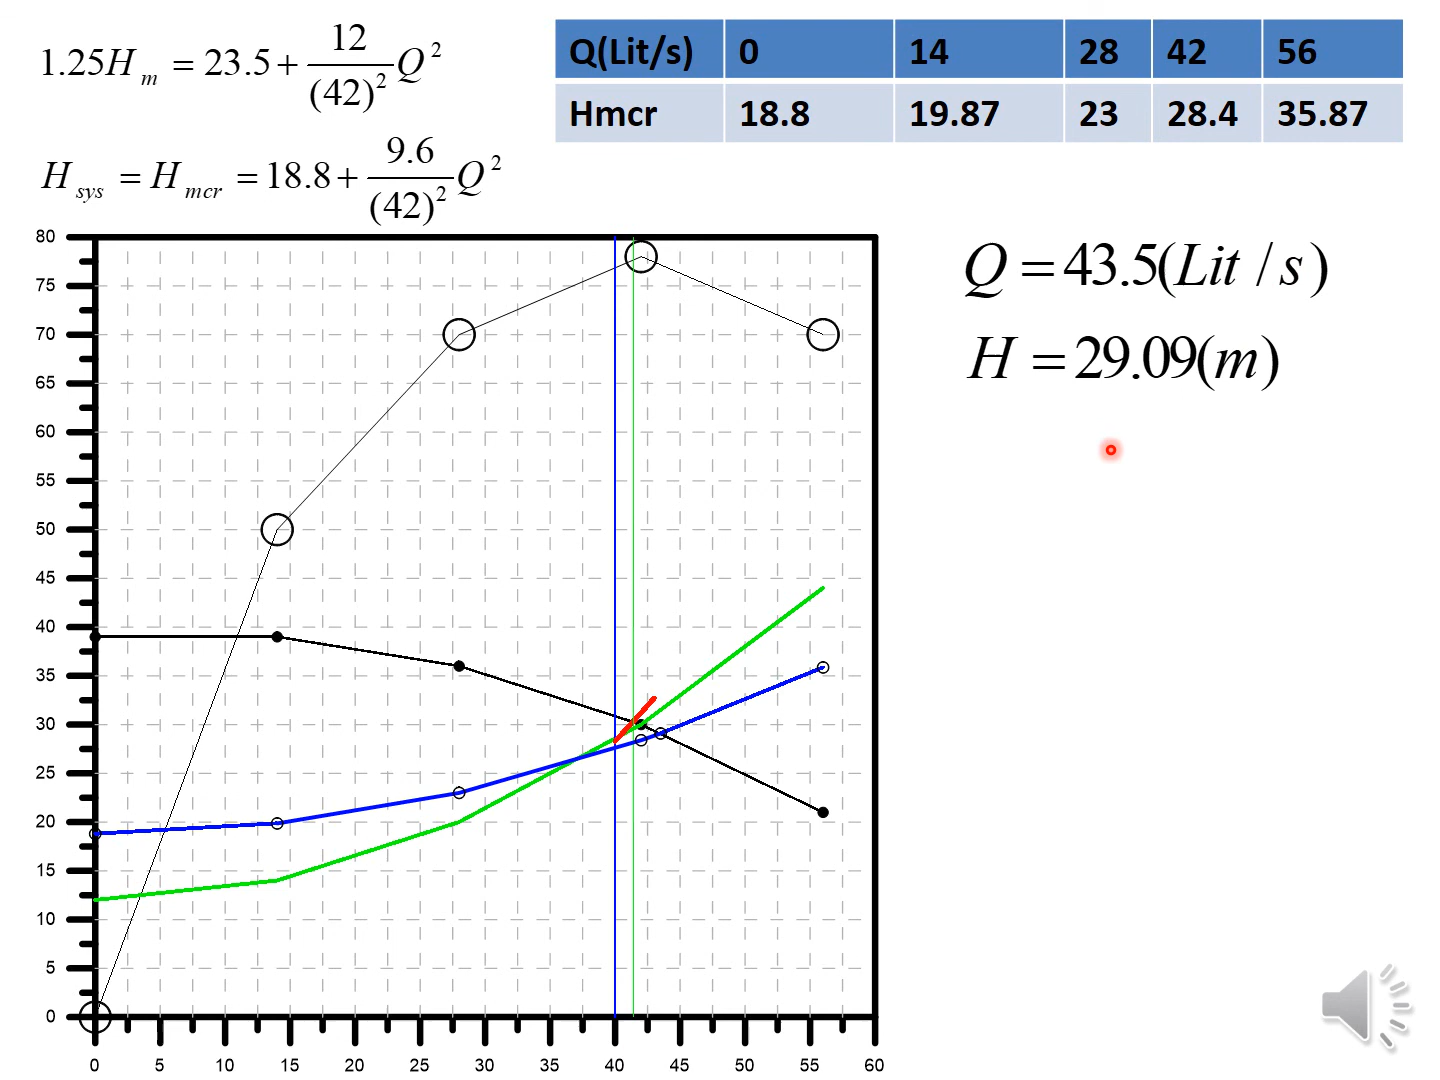 1.25H_m = 23.5 + 12/(42)^2 Q^2
H_sys = H_mcr = 18.8 + 9.6/(42)^2 Q^2
Q(Lit/s) 0 14 28 42 56
Hmcr 18.8 19.87 23 28.4 35.87
Q = 43.5(Lit / s)
H = 29.09(m)
80
75
70
65
60
55
50
45
40
35
30
25
20
15
10
5
0
0 5 10 15 20 25 30 35 40 45 50 55 60